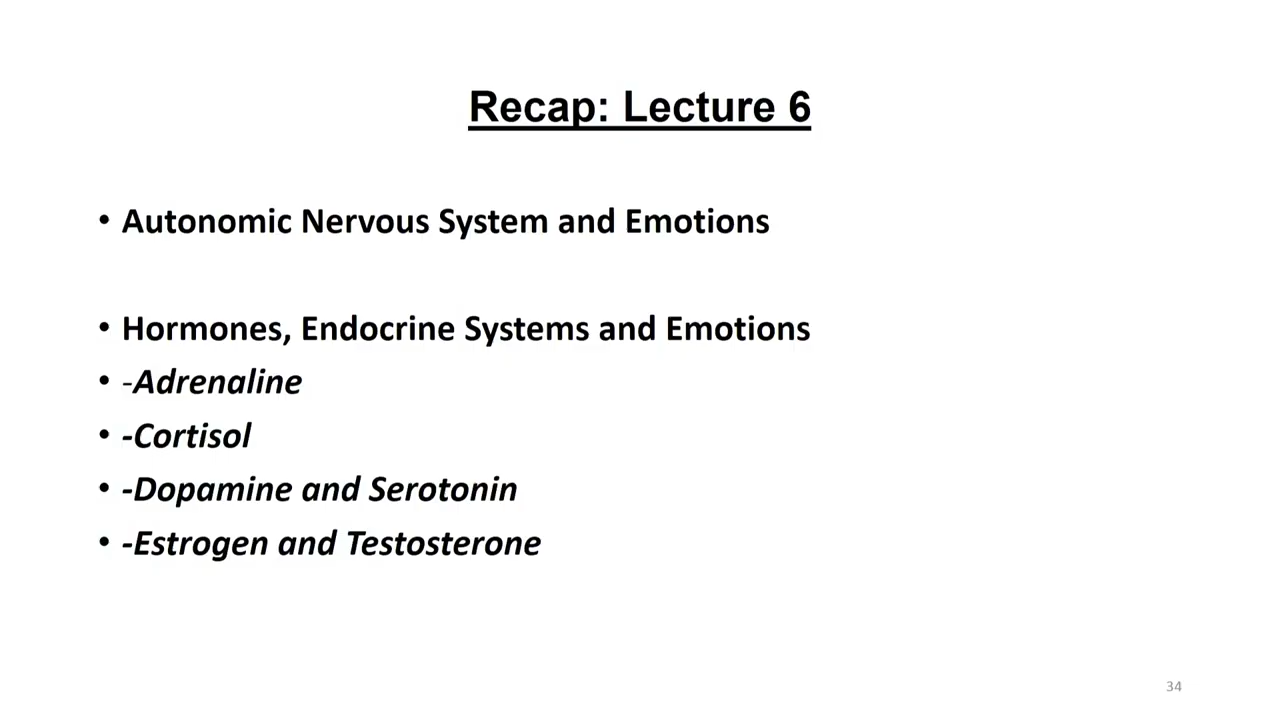 Recap: Lecture 6
• Autonomic Nervous System and Emotions
• Hormones, Endocrine Systems and Emotions
• -Adrenaline
• -Cortisol
• -Dopamine and Serotonin
• -Estrogen and Testosterone
34